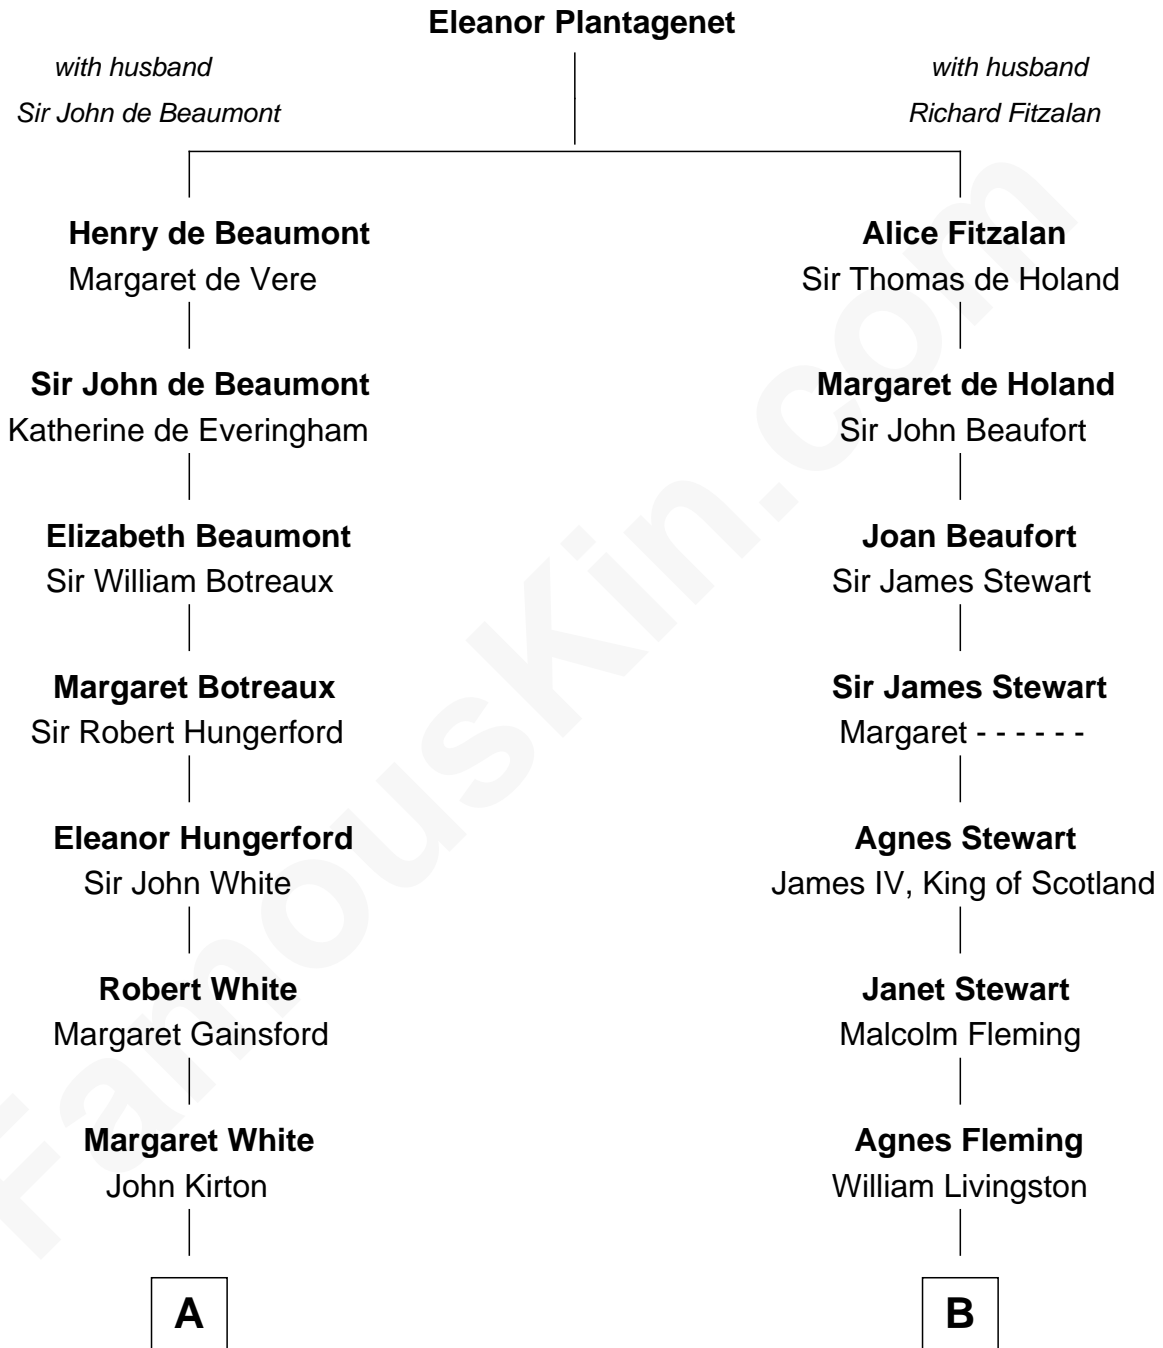 Eleanor Plantagenet
with husband
Sir John de Beaumont
with husband
Richard Fitzalan
Henry de Beaumont
Margaret de Vere
Sir John de Beaumont
Katherine de Everingham
Elizabeth Beaumont
Sir William Botreaux
Margaret Botreaux
Sir Robert Hungerford
Eleanor Hungerford
Sir John White
Robert White
Margaret Gainsford
Margaret White
John Kirton
A
Alice Fitzalan
Sir Thomas de Holand
Margaret de Holand
Sir John Beaufort
Joan Beaufort
Sir James Stewart
Sir James Stewart
Margaret - - - - - -
Agnes Stewart
James IV, King of Scotland
Janet Stewart
Malcolm Fleming
Agnes Fleming
William Livingston
B
FamousKin.com